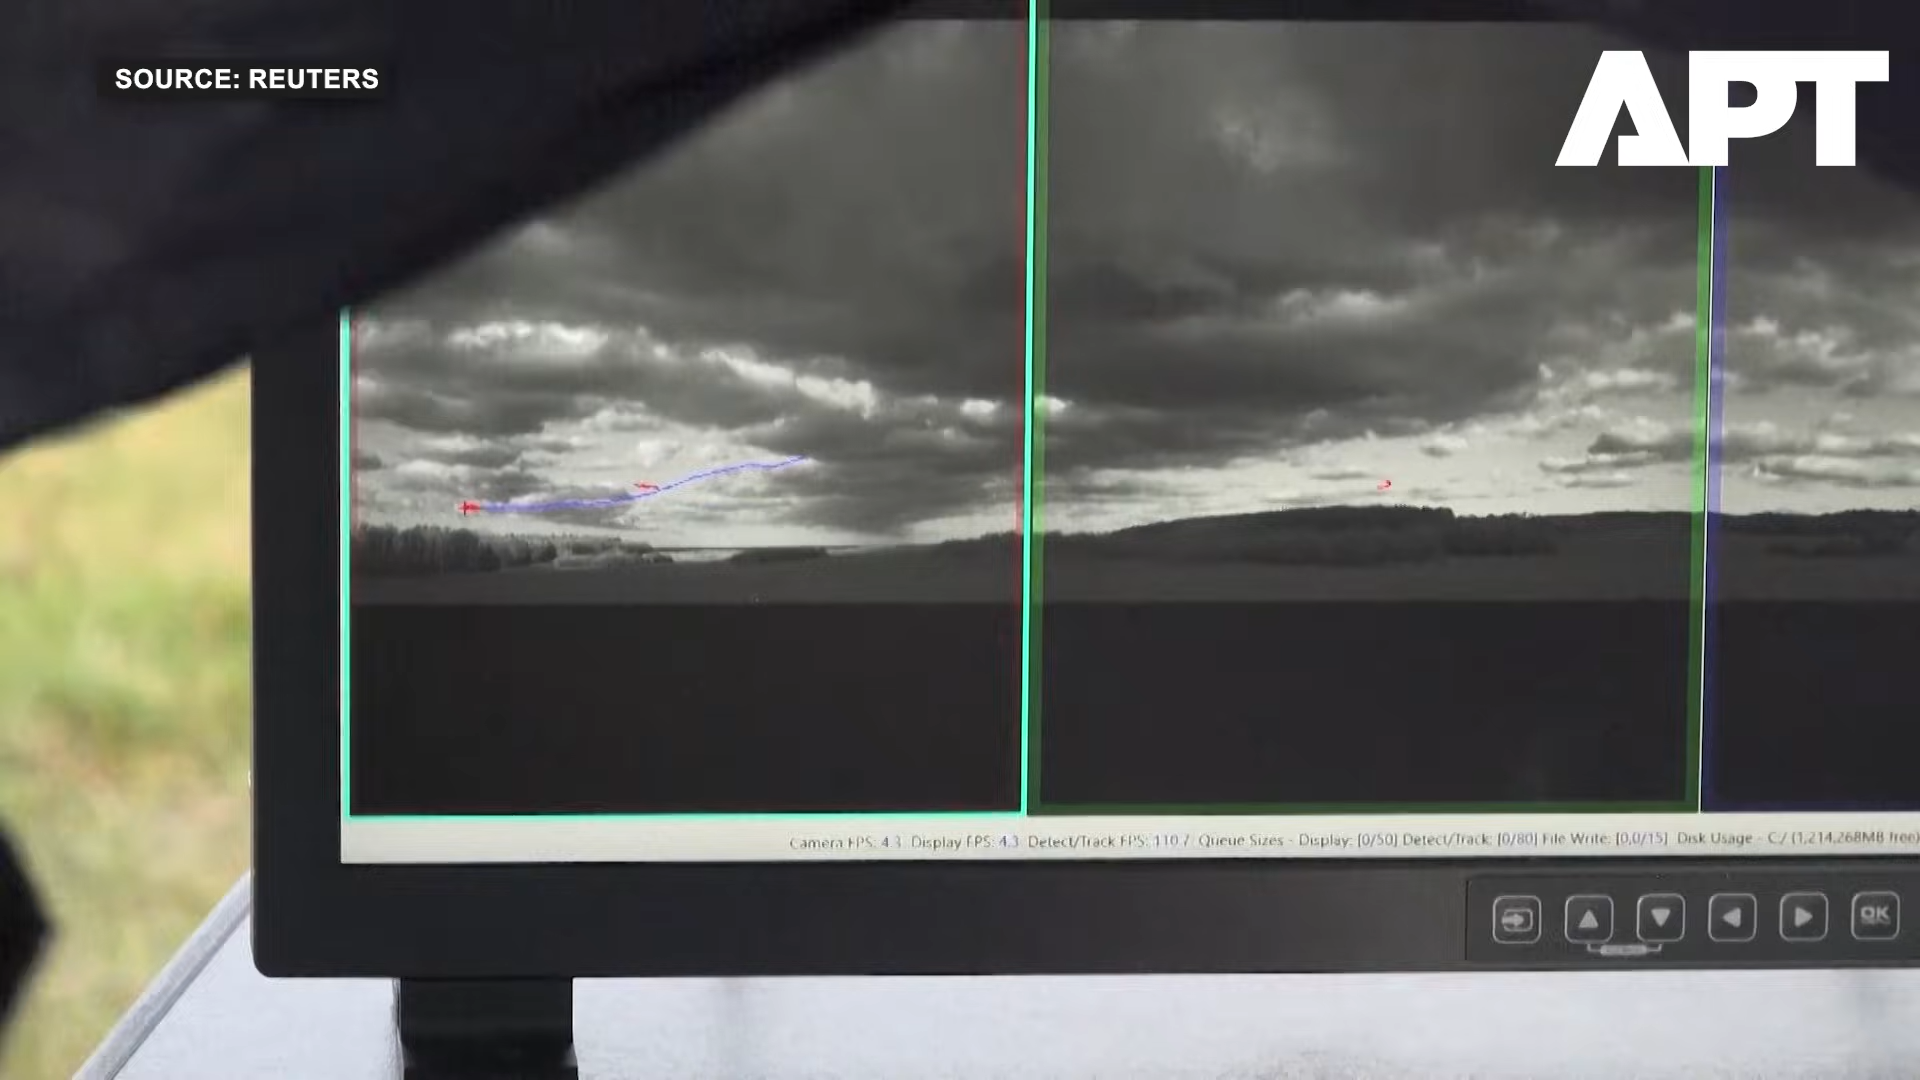 SOURCE: REUTERS
APT
Camera FPS: 4.3 Display FPS: 4.3 Detect/Track FPS: 110.7 Queue Sizes - Display: [0/50] Detect/Track: [0/80] File Write: [0,0/15] Disk Usage - C:/ (1,214,268MB free)
OK